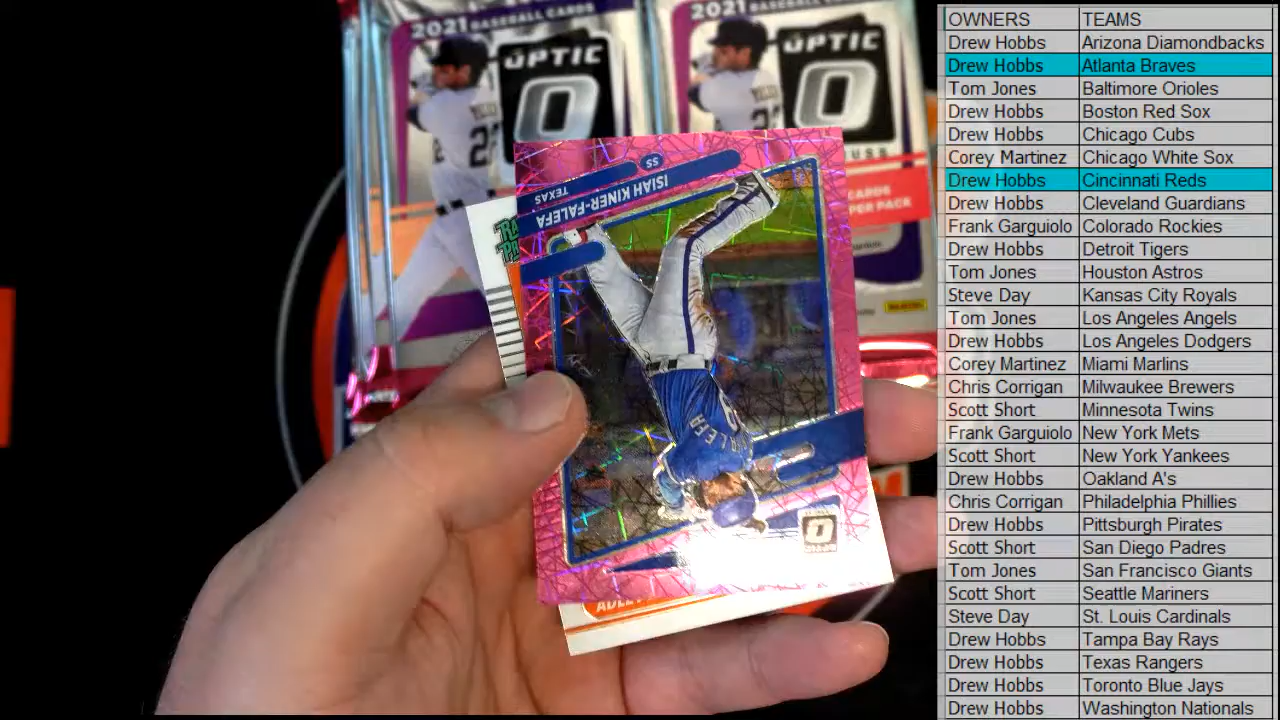 2021 BASEBALL CARDS
OPTIC
2021 BASEBALL CARDS
OPTIC
CARDS
PER PACK
SS
ISIAH KINER-FALEFA
TEXAS
OWNERS TEAMS
Drew Hobbs Arizona Diamondbacks
Drew Hobbs Atlanta Braves
Tom Jones Baltimore Orioles
Drew Hobbs Boston Red Sox
Drew Hobbs Chicago Cubs
Corey Martinez Chicago White Sox
Drew Hobbs Cincinnati Reds
Drew Hobbs Cleveland Guardians
Frank Garguiolo Colorado Rockies
Drew Hobbs Detroit Tigers
Tom Jones Houston Astros
Steve Day Kansas City Royals
Tom Jones Los Angeles Angels
Drew Hobbs Los Angeles Dodgers
Corey Martinez Miami Marlins
Chris Corrigan Milwaukee Brewers
Scott Short Minnesota Twins
Frank Garguiolo New York Mets
Scott Short New York Yankees
Drew Hobbs Oakland A's
Chris Corrigan Philadelphia Phillies
Drew Hobbs Pittsburgh Pirates
Scott Short San Diego Padres
Tom Jones San Francisco Giants
Scott Short Seattle Mariners
Steve Day St. Louis Cardinals
Drew Hobbs Tampa Bay Rays
Drew Hobbs Texas Rangers
Drew Hobbs Toronto Blue Jays
Drew Hobbs Washington Nationals